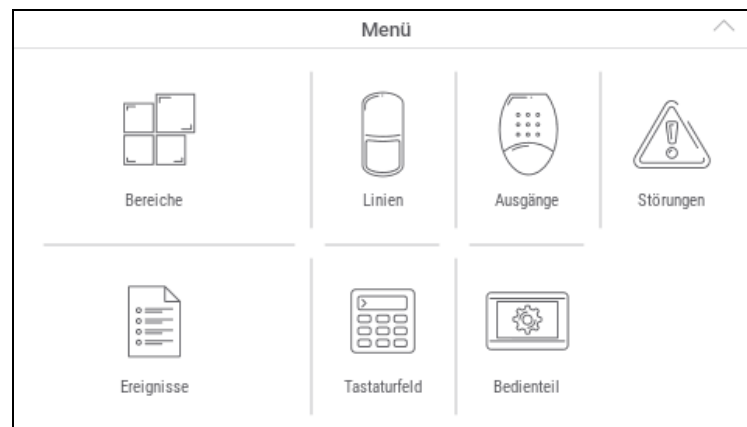 Menü
Bereiche
Linien
Ausgänge
Störungen
Ereignisse
Tastaturfeld
Bedienteil